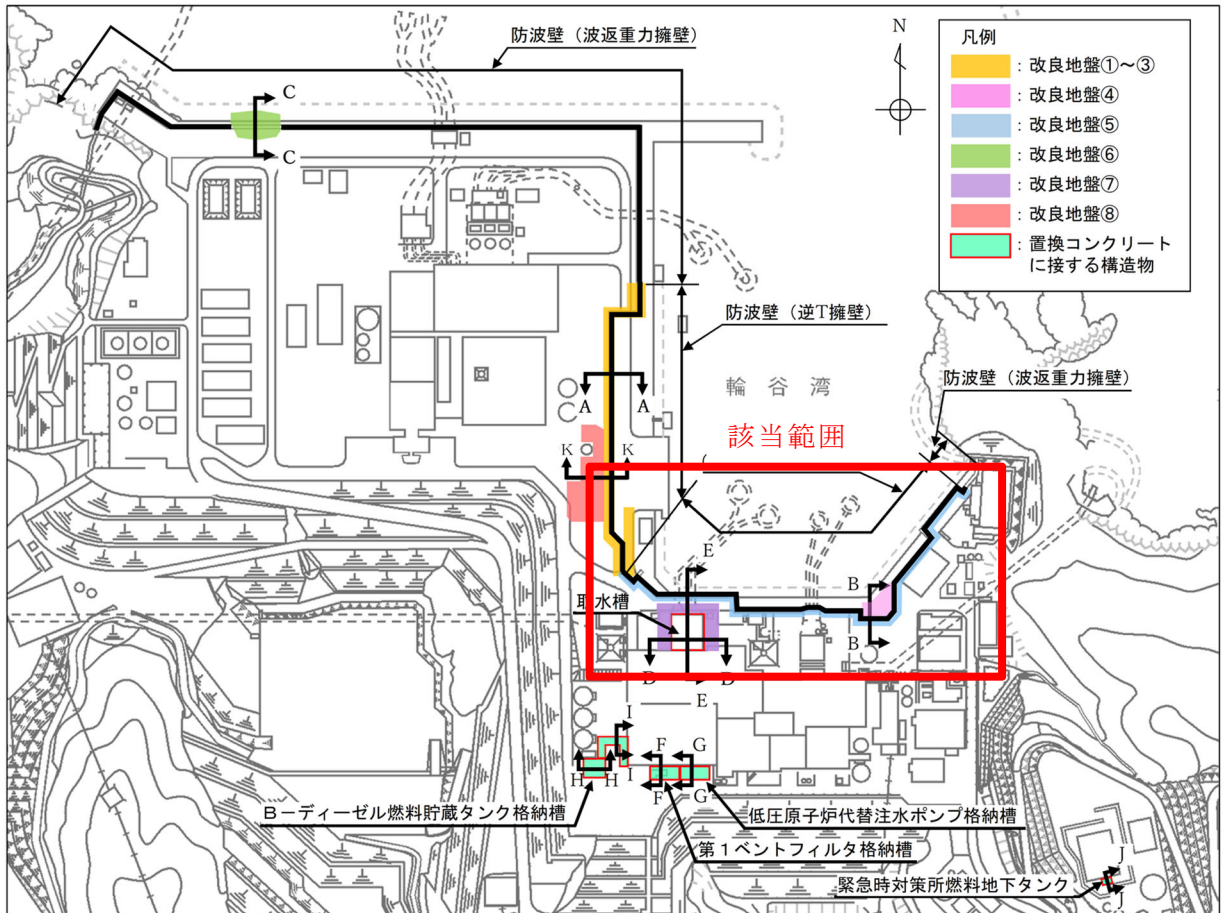 防波壁（波返重力擁壁）
N
凡例
：改良地盤①～③
：改良地盤④
：改良地盤⑤
：改良地盤⑥
：改良地盤⑦
：改良地盤⑧
：置換コンクリート
に接する構造物
C
C
防波壁（逆T擁壁）
輪谷湾
防波壁（波返重力擁壁）
A
A
該当範囲
K
K
E
B
取水槽
B
D
D
E
I
I
F
G
H
H
F
G
B－ディーゼル燃料貯蔵タンク格納槽
低圧原子炉代替注水ポンプ格納槽
第1ベントフィルタ格納槽
J
緊急時対策所燃料地下タンク
J